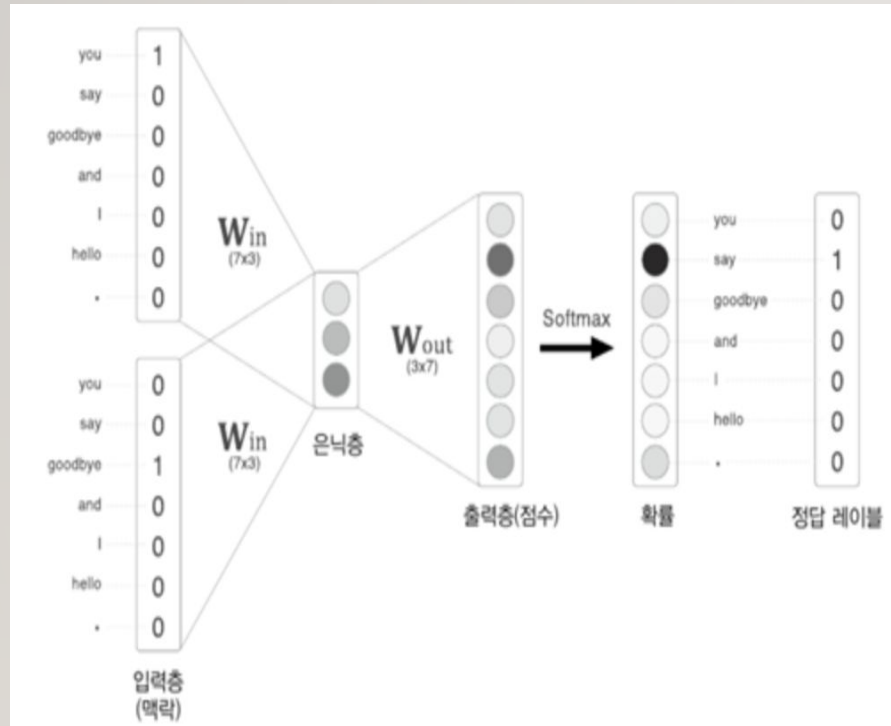 you 1
say 0
goodbye 0
and 0
I 0
hello 0
. 0
Win
(7x3)
you 0
say 0
goodbye 1
and 0
I 0
hello 0
. 0
Win
(7x3)
입력층
(맥락)
은닉층
Wout
(3x7)
출력층(점수)
Softmax
확률
you 0
say 1
goodbye 0
and 0
I 0
hello 0
. 0
정답 레이블